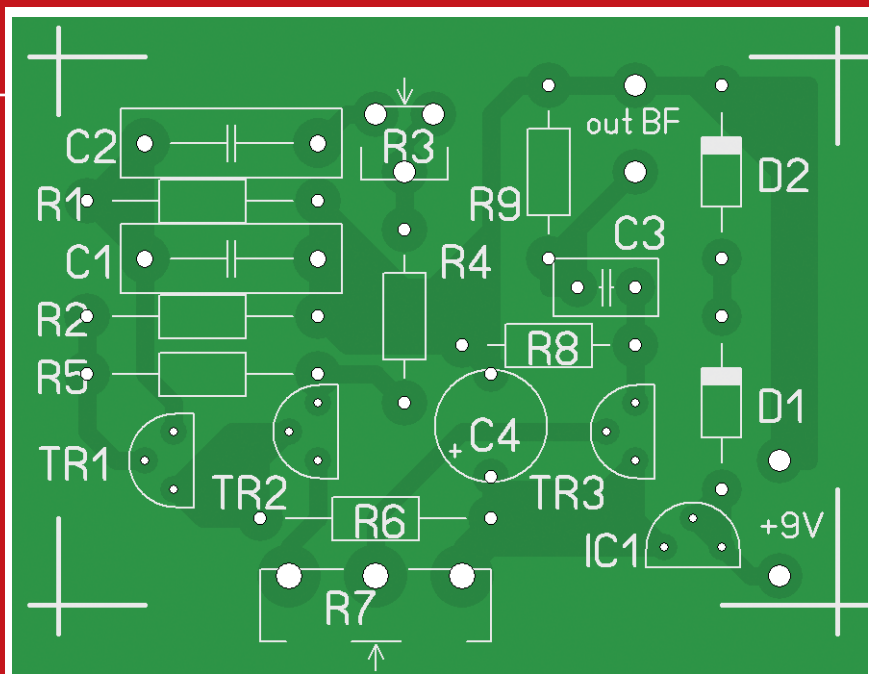 out BF
C2
R3
D2
R1
R9
C3
C1
R4
R2
R8
R5
D1
C4
+
TR1
TR2
TR3
R6
+9V
IC1
R7